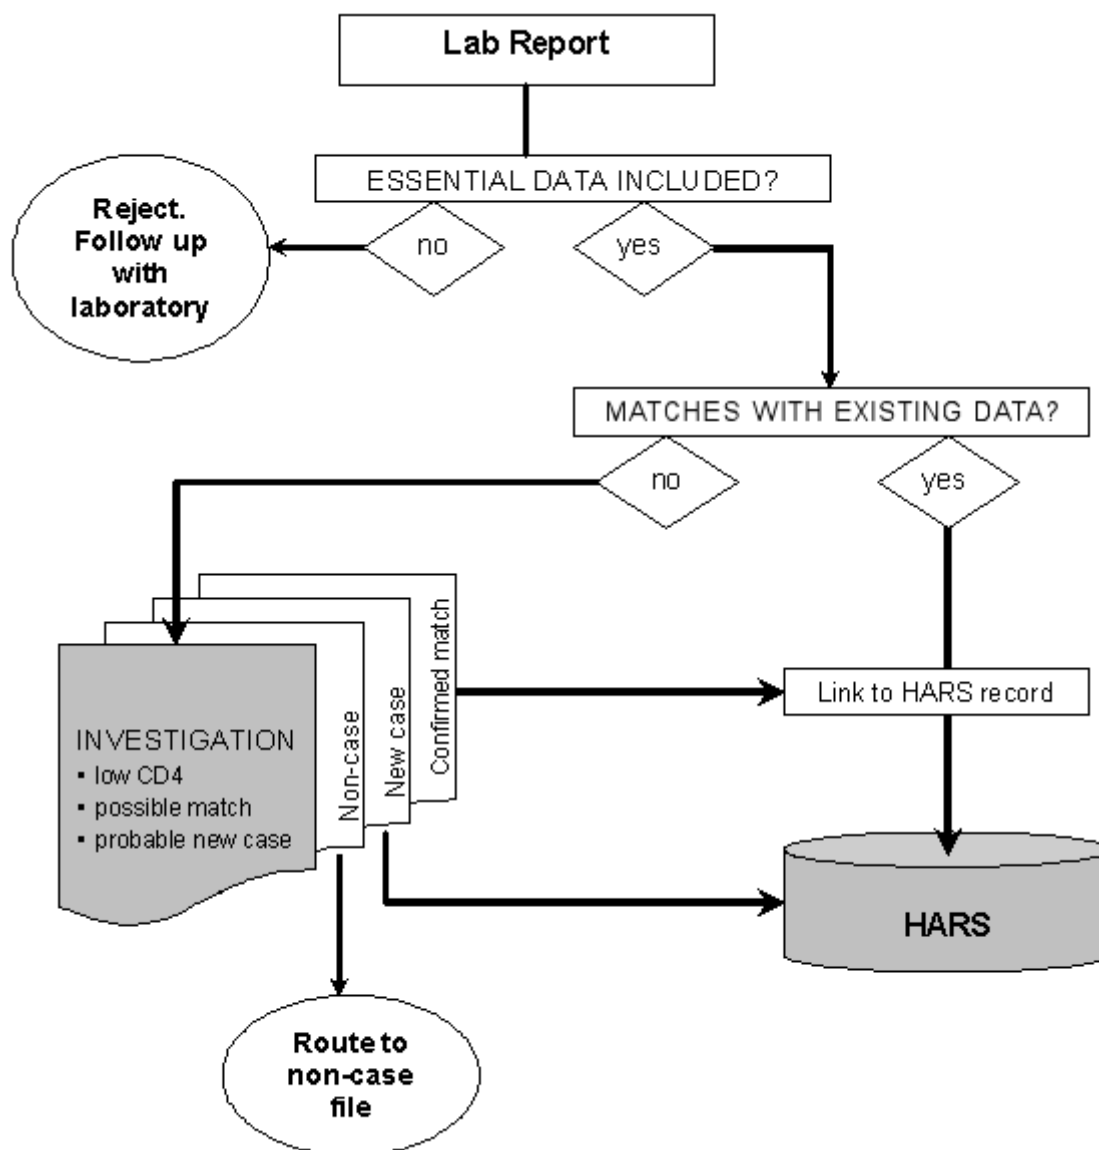 Lab Report
ESSENTIAL DATA INCLUDED?
Reject.
Follow up
with
laboratory
no
yes
MATCHES WITH EXISTING DATA?
no
yes
Confirmed match
New case
Non-case
Link to HARS record
INVESTIGATION
▪ low CD4
▪ possible match
▪ probable new case
HARS
Route to
non-case
file